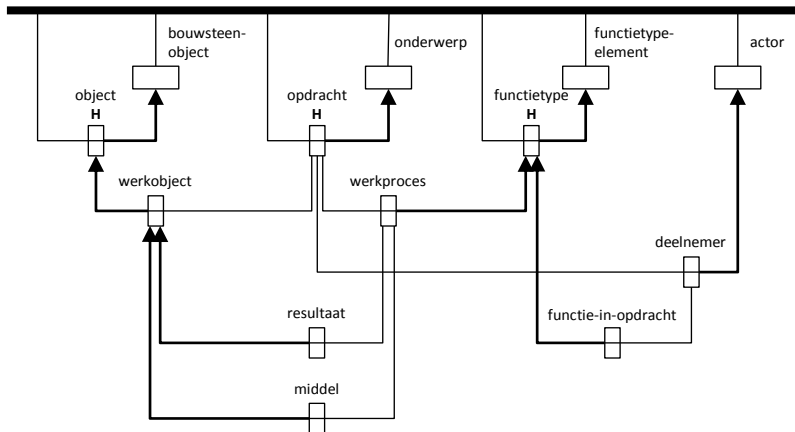 bouwsteen-
object
onderwerp
functietype-
element
actor
object
H
opdracht
H
functietype
H
werkobject
werkproces
deelnemer
resultaat
functie-in-opdracht
middel